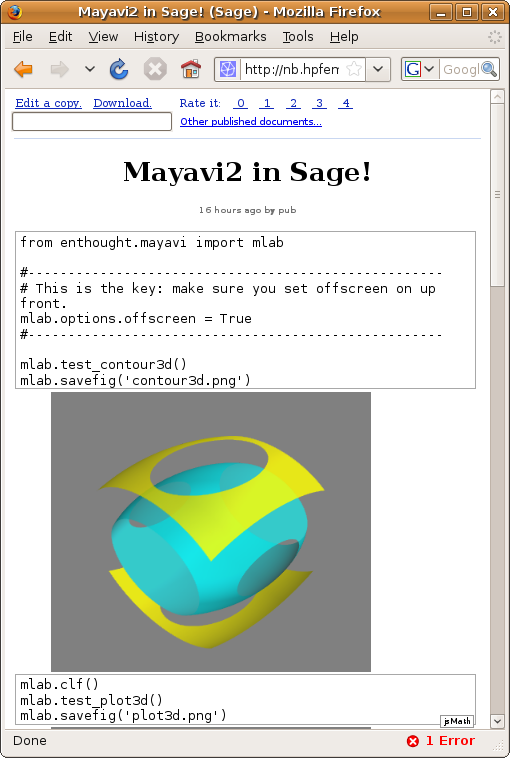 Mayavi2 in Sage! (Sage) - Mozilla Firefox
File Edit View History Bookmarks Tools Help
http://nb.hpfem
G Googl
Edit a copy. Download. Rate it: 0 1 2 3 4
Other published documents...
Mayavi2 in Sage!
16 hours ago by pub
from enthought.mayavi import mlab
#----------------------------------------------------
# This is the key: make sure you set offscreen on up
front.
mlab.options.offscreen = True
#----------------------------------------------------
mlab.test_contour3d()
mlab.savefig('contour3d.png')
mlab.clf()
mlab.test_plot3d()
mlab.savefig('plot3d.png')
jsMath
Done 1 Error